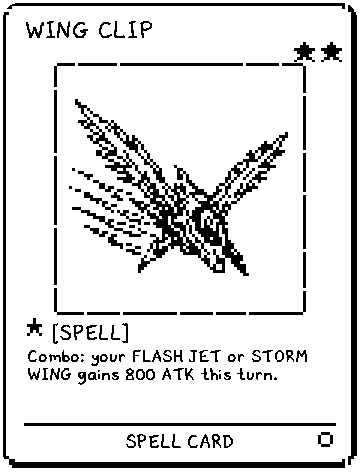 WING CLIP
[SPELL]
Combo: your FLASH JET or STORM
WING gains 800 ATK this turn.
SPELL CARD